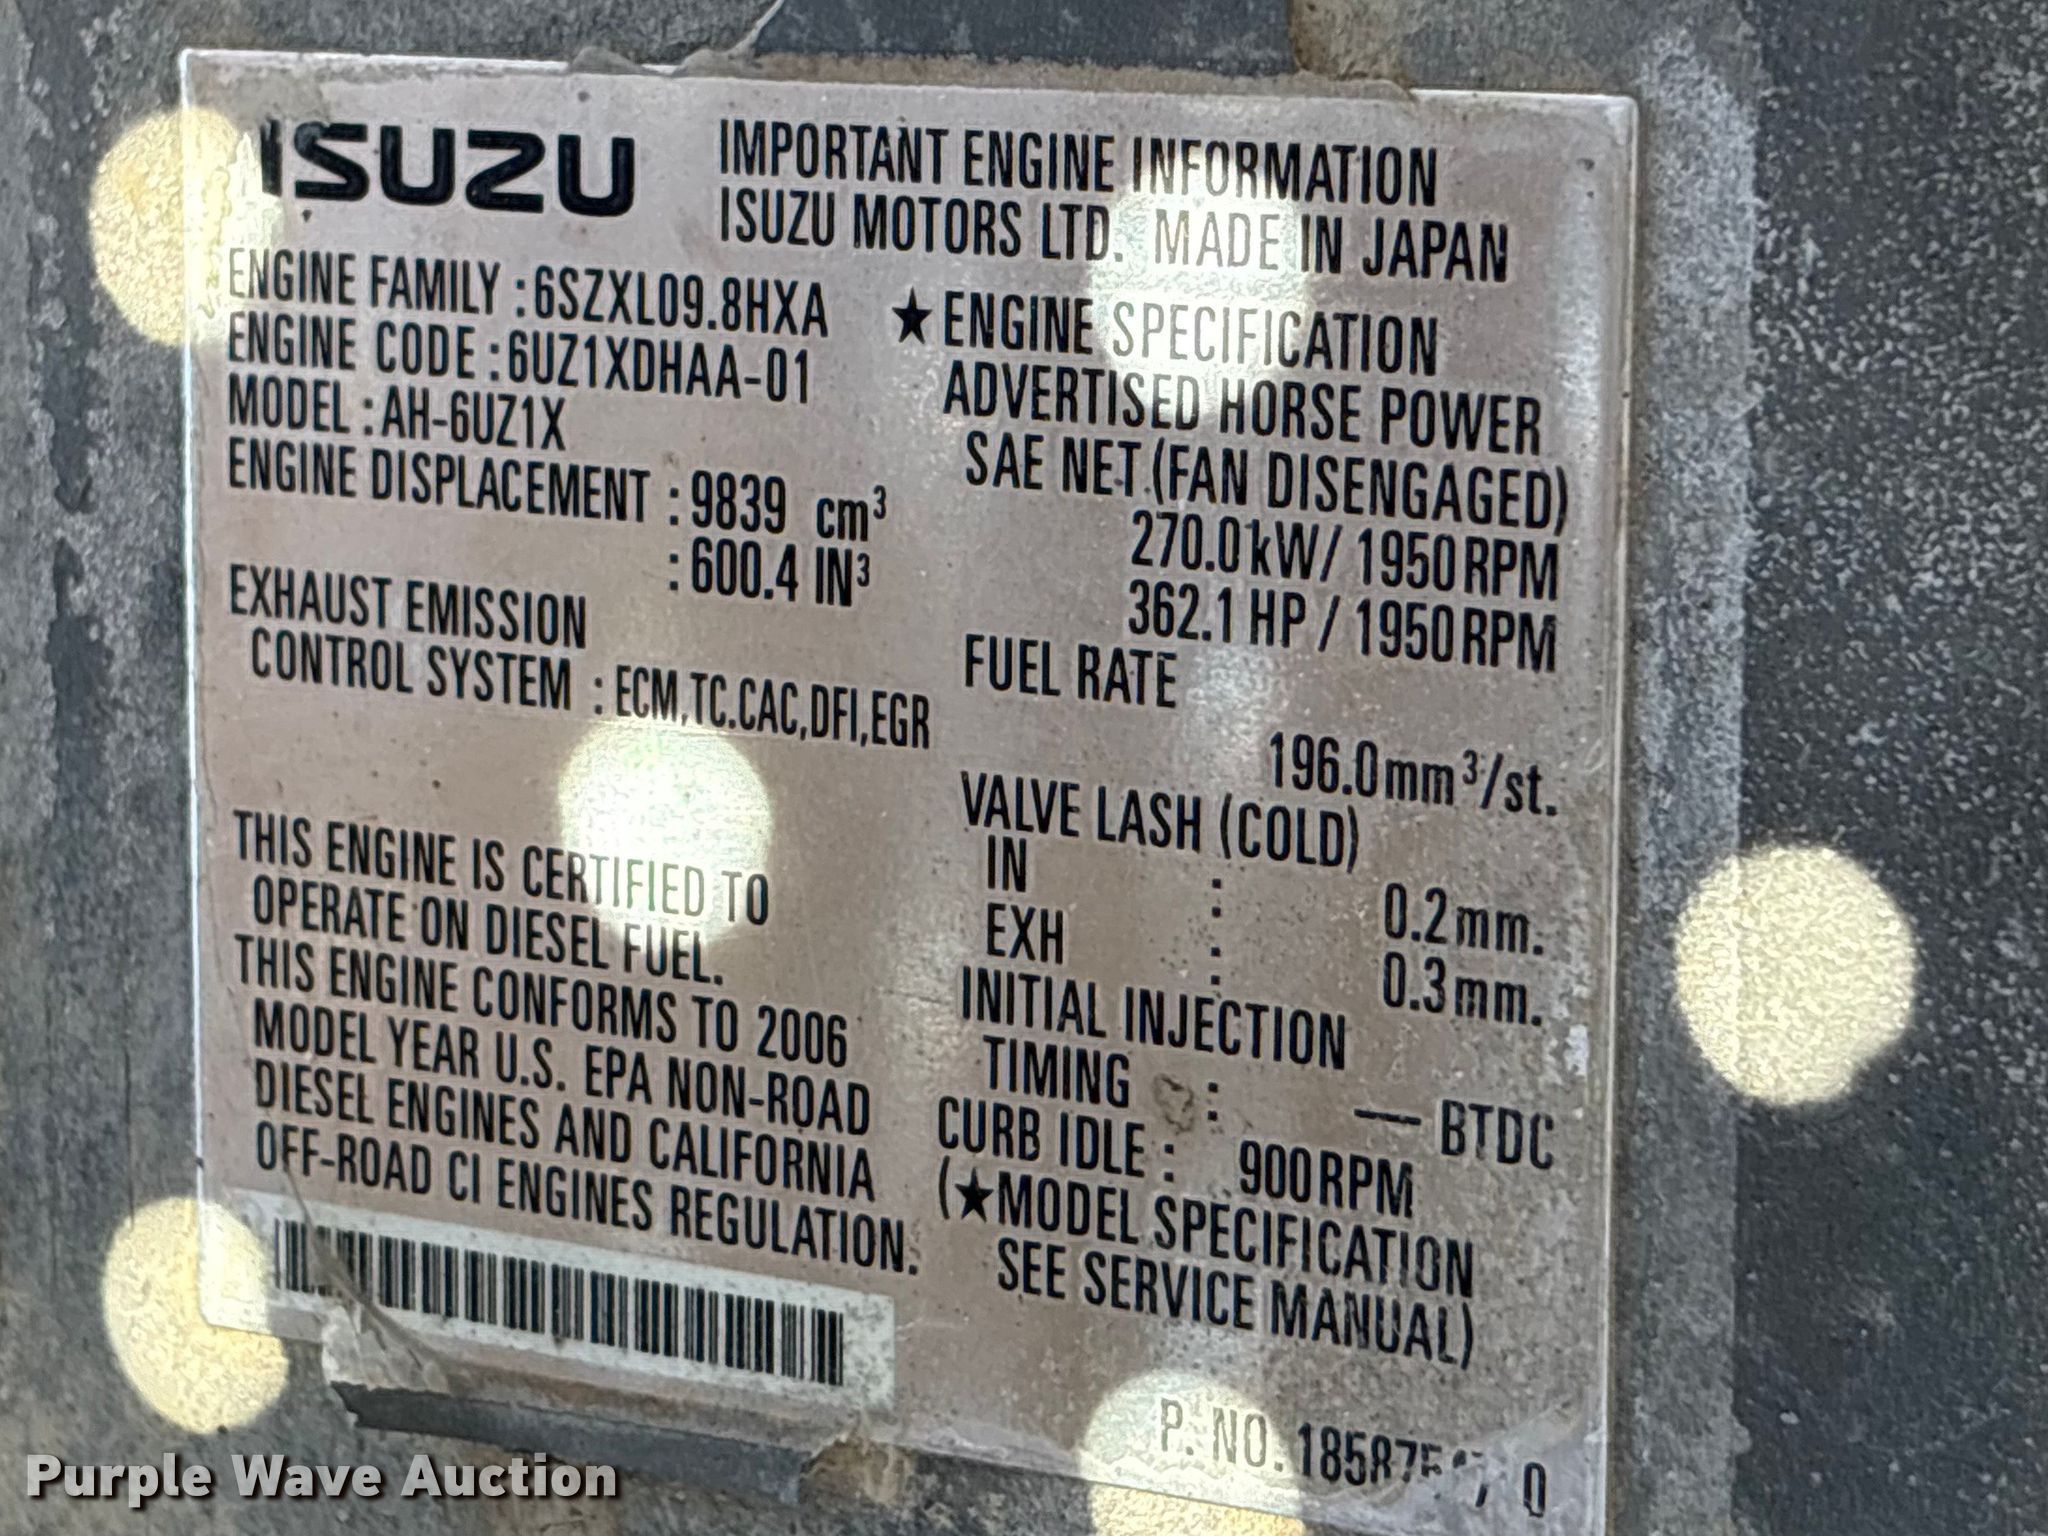 ISUZU
IMPORTANT ENGINE INFORMATION
ISUZU MOTORS LTD. MADE IN JAPAN
ENGINE FAMILY : 6SZXL09.8HXA
ENGINE CODE : 6UZ1XDHAA-01
MODEL : AH-6UZ1X
ENGINE DISPLACEMENT : 9839 cm³
: 600.4 IN³
EXHAUST EMISSION
CONTROL SYSTEM : ECM,TC.CAC,DFI,EGR
THIS ENGINE IS CERTIFIED TO
OPERATE ON DIESEL FUEL.
THIS ENGINE CONFORMS TO 2006
MODEL YEAR U.S. EPA NON-ROAD
DIESEL ENGINES AND CALIFORNIA
OFF-ROAD CI ENGINES REGULATION.
★ENGINE SPECIFICATION
ADVERTISED HORSE POWER
SAE NET.(FAN DISENGAGED)
270.0kW/ 1950RPM
362.1 HP / 1950RPM
FUEL RATE
196.0mm³/st.
VALVE LASH (COLD)
IN : 0.2mm.
EXH : 0.3mm.
INITIAL INJECTION :
TIMING : — BTDC
CURB IDLE : 900RPM
(★MODEL SPECIFICATION
SEE SERVICE MANUAL)
P. NO.
Purple Wave Auction